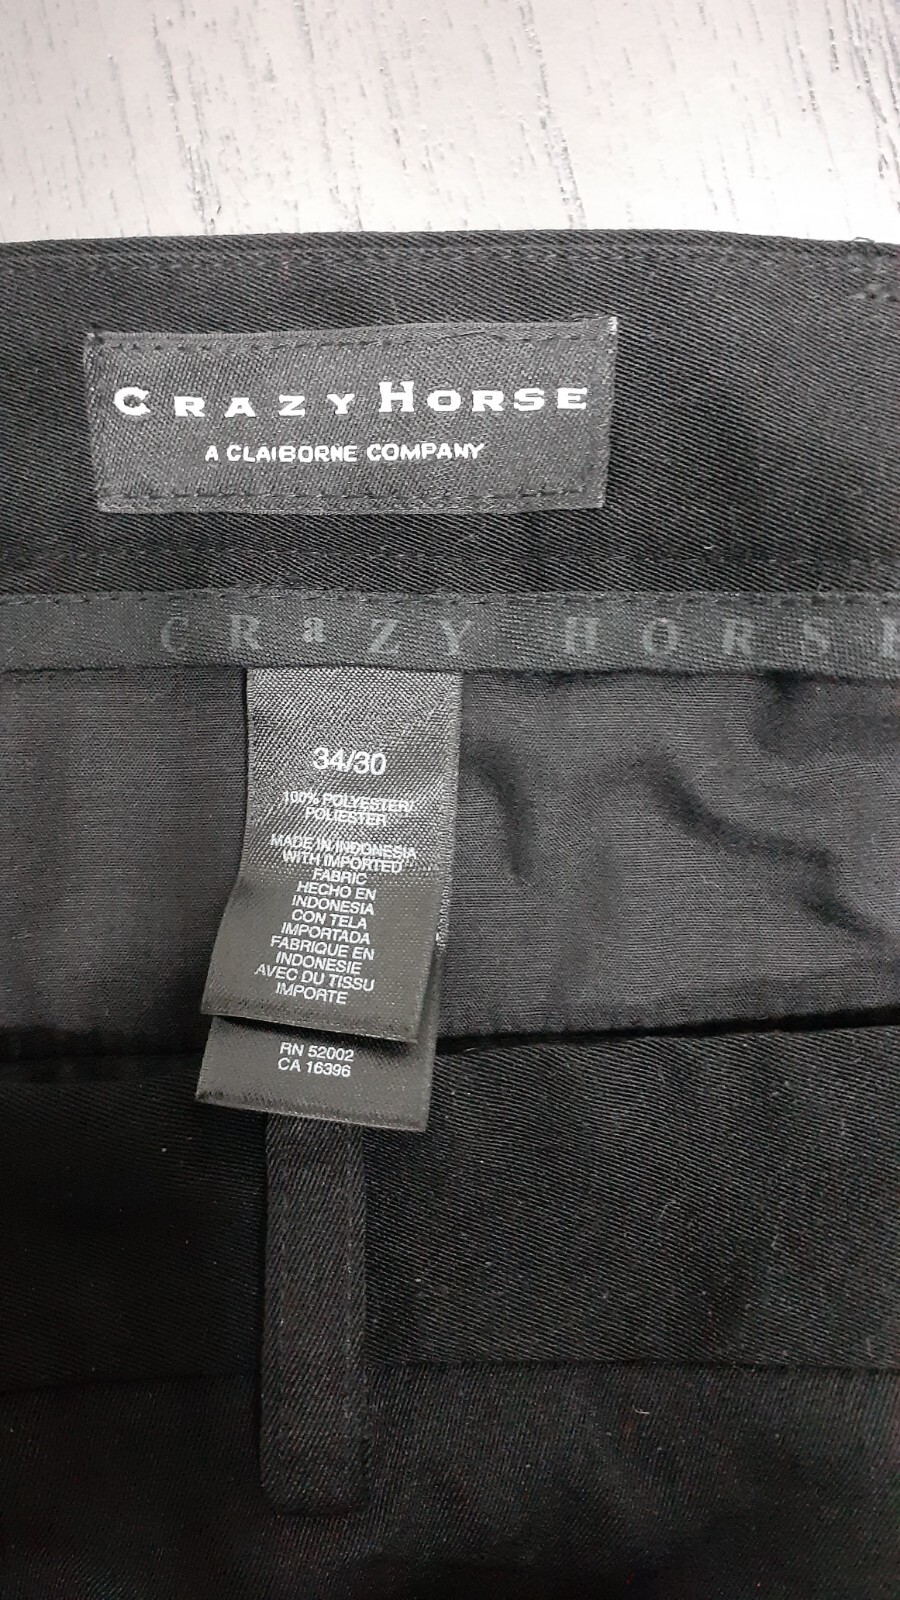 CRAZY HORSE
A CLAIBORNE COMPANY
CRaZY HORSE
34/30
100% POLYESTER/
POLIESTER
MADE IN INDONESIA
WITH IMPORTED
FABRIC
HECHO EN
INDONESIA
CON TELA
IMPORTADA
FABRIQUE EN
INDONESIE
AVEC DU TISSU
IMPORTE
RN 52002
CA 16396